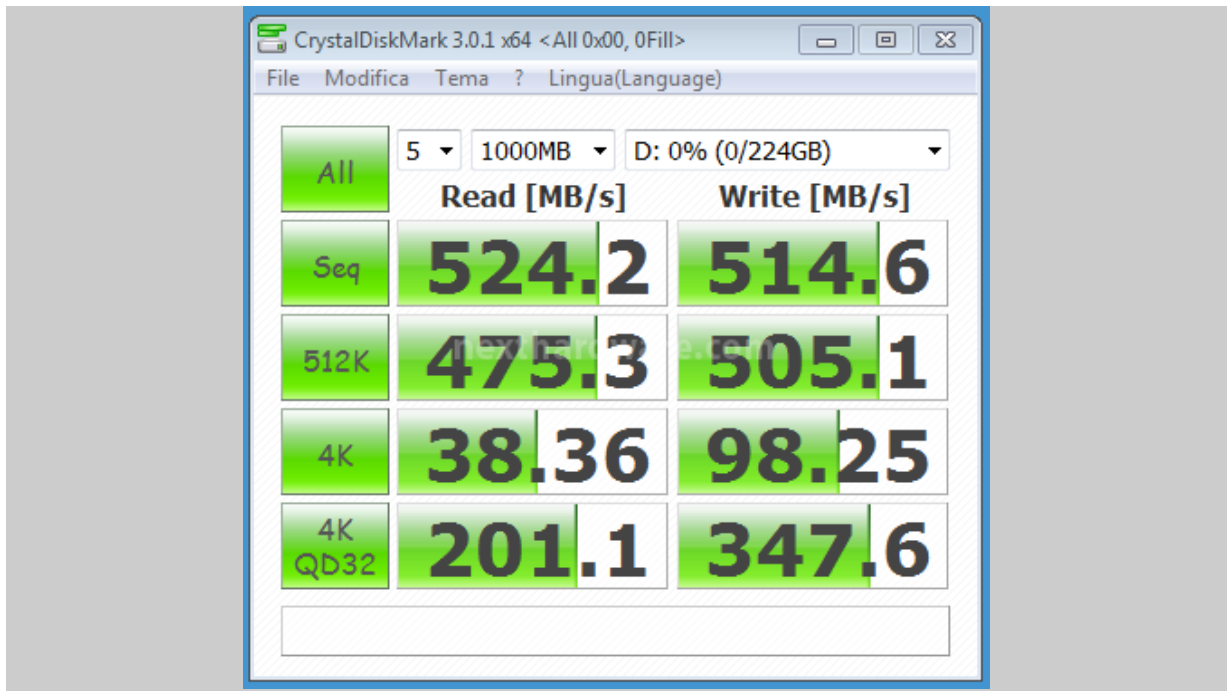 CrystalDiskMark 3.0.1 x64 <All 0x00, 0Fill>
File Modifica Tema ? Lingua(Language)
All 5 1000MB D: 0% (0/224GB)
Read [MB/s] Write [MB/s]
Seq 524.2 514.6
512K 475.3 505.1
nexthardware.com
4K 38.36 98.25
4K QD32 201.1 347.6